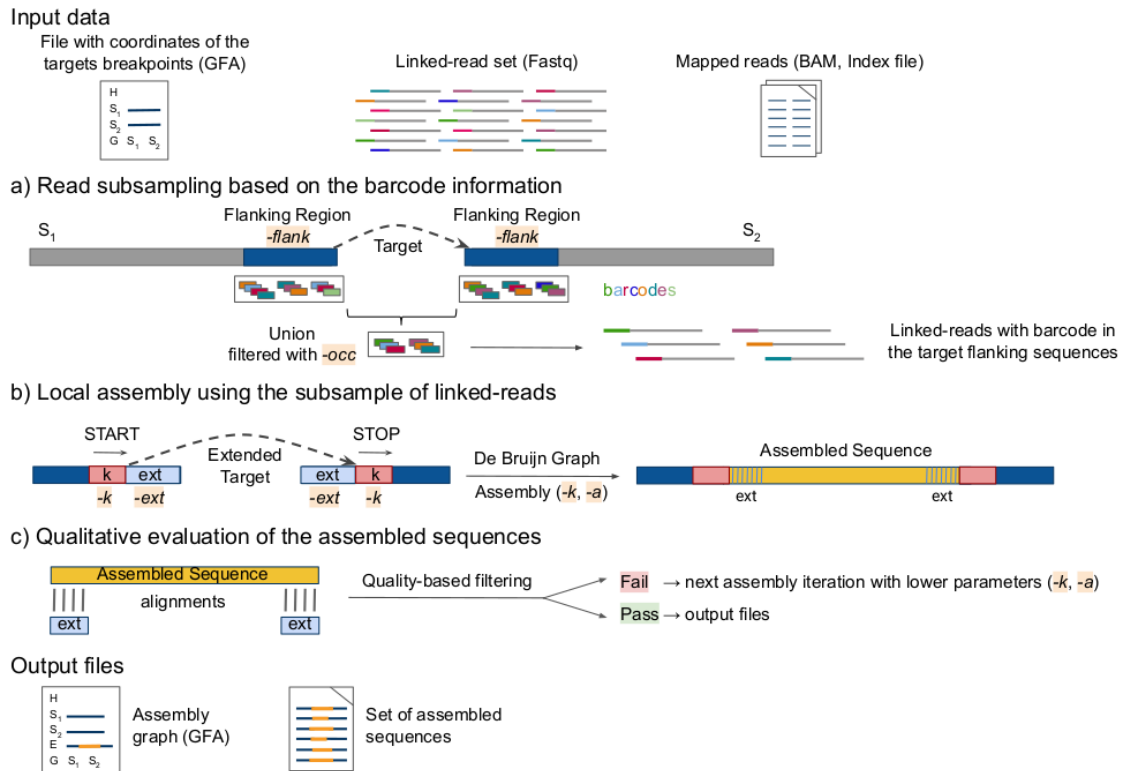 Input data
File with coordinates of the
targets breakpoints (GFA)
Linked-read set (Fastq)
Mapped reads (BAM, Index file)
H
S1
S2
G S1 S2
a) Read subsampling based on the barcode information
S1
Flanking Region
-flank
Target
Flanking Region
-flank
S2
barcodes
Union
filtered with -occ
Linked-reads with barcode in
the target flanking sequences
b) Local assembly using the subsample of linked-reads
START
STOP
k ext
Extended
Target
ext k
-k -ext
-ext -k
De Bruijn Graph
Assembly (-k, -a)
Assembled Sequence
ext
ext
c) Qualitative evaluation of the assembled sequences
Assembled Sequence
alignments
ext
ext
Quality-based filtering
Fail → next assembly iteration with lower parameters (-k, -a)
Pass → output files
Output files
H
S1
S2
E
G S1 S2
Assembly
graph (GFA)
Set of assembled
sequences